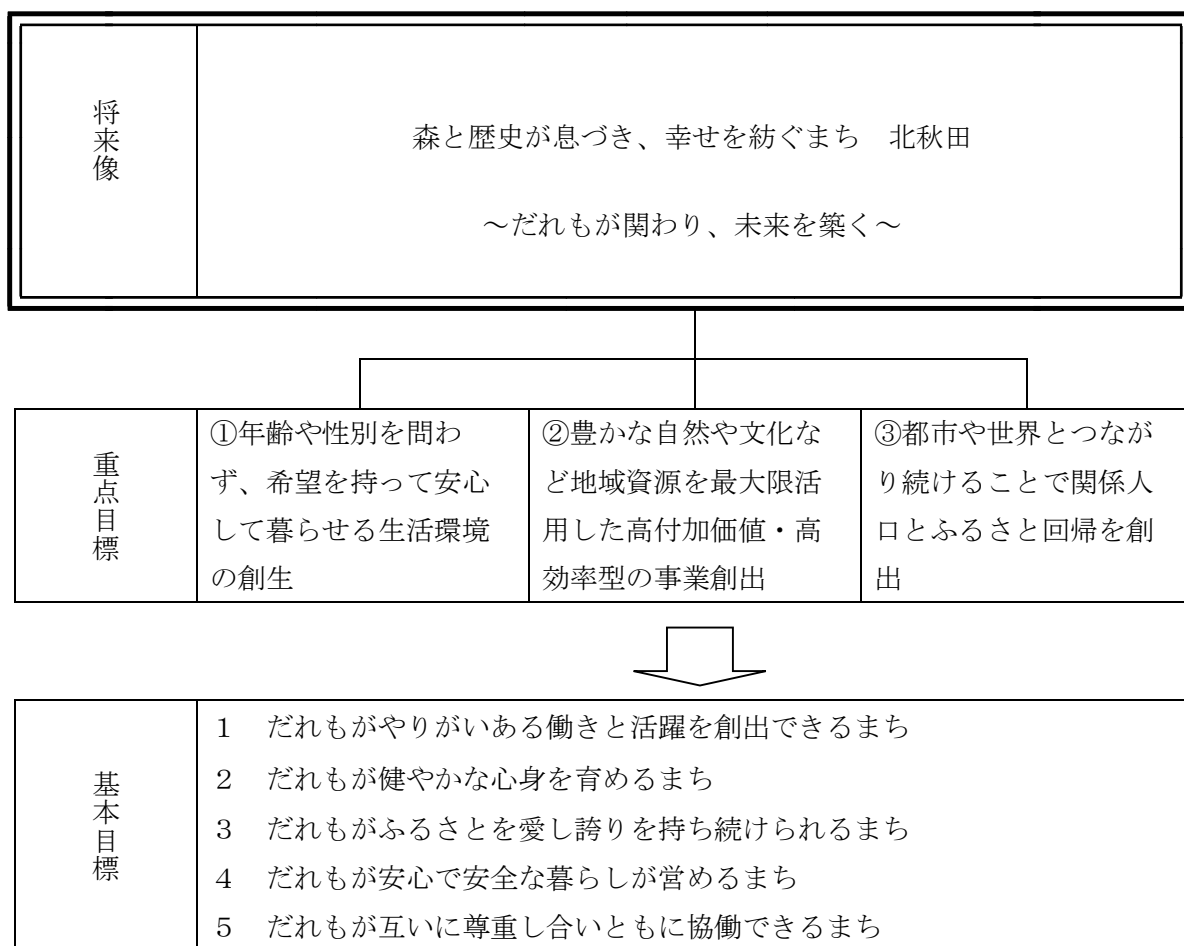 将来像
森と歴史が息づき、幸せを紡ぐまち　北秋田
～だれもが関わり、未来を築く～
重点目標
①年齢や性別を問わ
ず、希望を持って安心
して暮らせる生活環境
の創生
②豊かな自然や文化な
ど地域資源を最大限活
用した高付加価値・高
効率型の事業創出
③都市や世界とつなが
り続けることで関係人
口とふるさと回帰を創
出
基本目標
１　だれもがやりがいある働きと活躍を創出できるまち
２　だれもが健やかな心身を育めるまち
３　だれもがふるさとを愛し誇りを持ち続けられるまち
４　だれもが安心で安全な暮らしが営めるまち
５　だれもが互いに尊重し合いともに協働できるまち